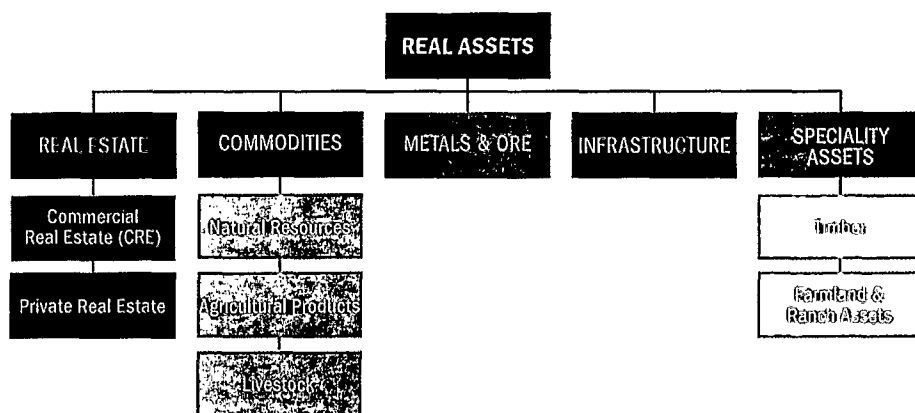 REAL ASSETS
REAL ESTATE
COMMODITIES
METALS & ORE
INFRASTRUCTURE
SPECIALITY
ASSETS
Commercial
Real Estate (CRE)
Private Real Estate
Natural Resources
Agricultural Products
Livestock
Timber
Farmland &
Ranch Assets